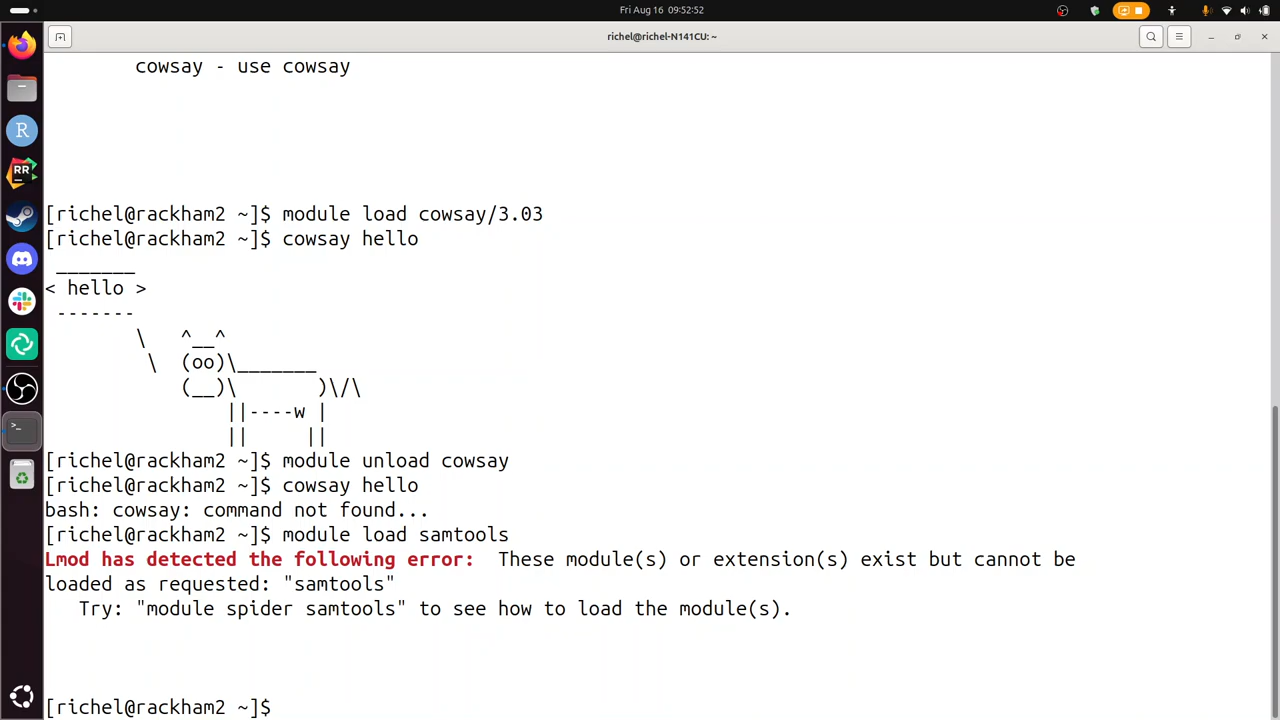 Fri Aug 16 09:52:52
richel@richel-N141CU: ~
cowsay - use cowsay
[richel@rackham2 ~]$ module load cowsay/3.03
[richel@rackham2 ~]$ cowsay hello
 _______
< hello >
 -------
        \   ^__^
         \  (oo)\_______
            (__)\       )\/\
                ||----w |
                ||     ||
[richel@rackham2 ~]$ module unload cowsay
[richel@rackham2 ~]$ cowsay hello
bash: cowsay: command not found...
[richel@rackham2 ~]$ module load samtools
Lmod has detected the following error:  These module(s) or extension(s) exist but cannot be
loaded as requested: "samtools"
   Try: "module spider samtools" to see how to load the module(s).
[richel@rackham2 ~]$
R
RR
>_